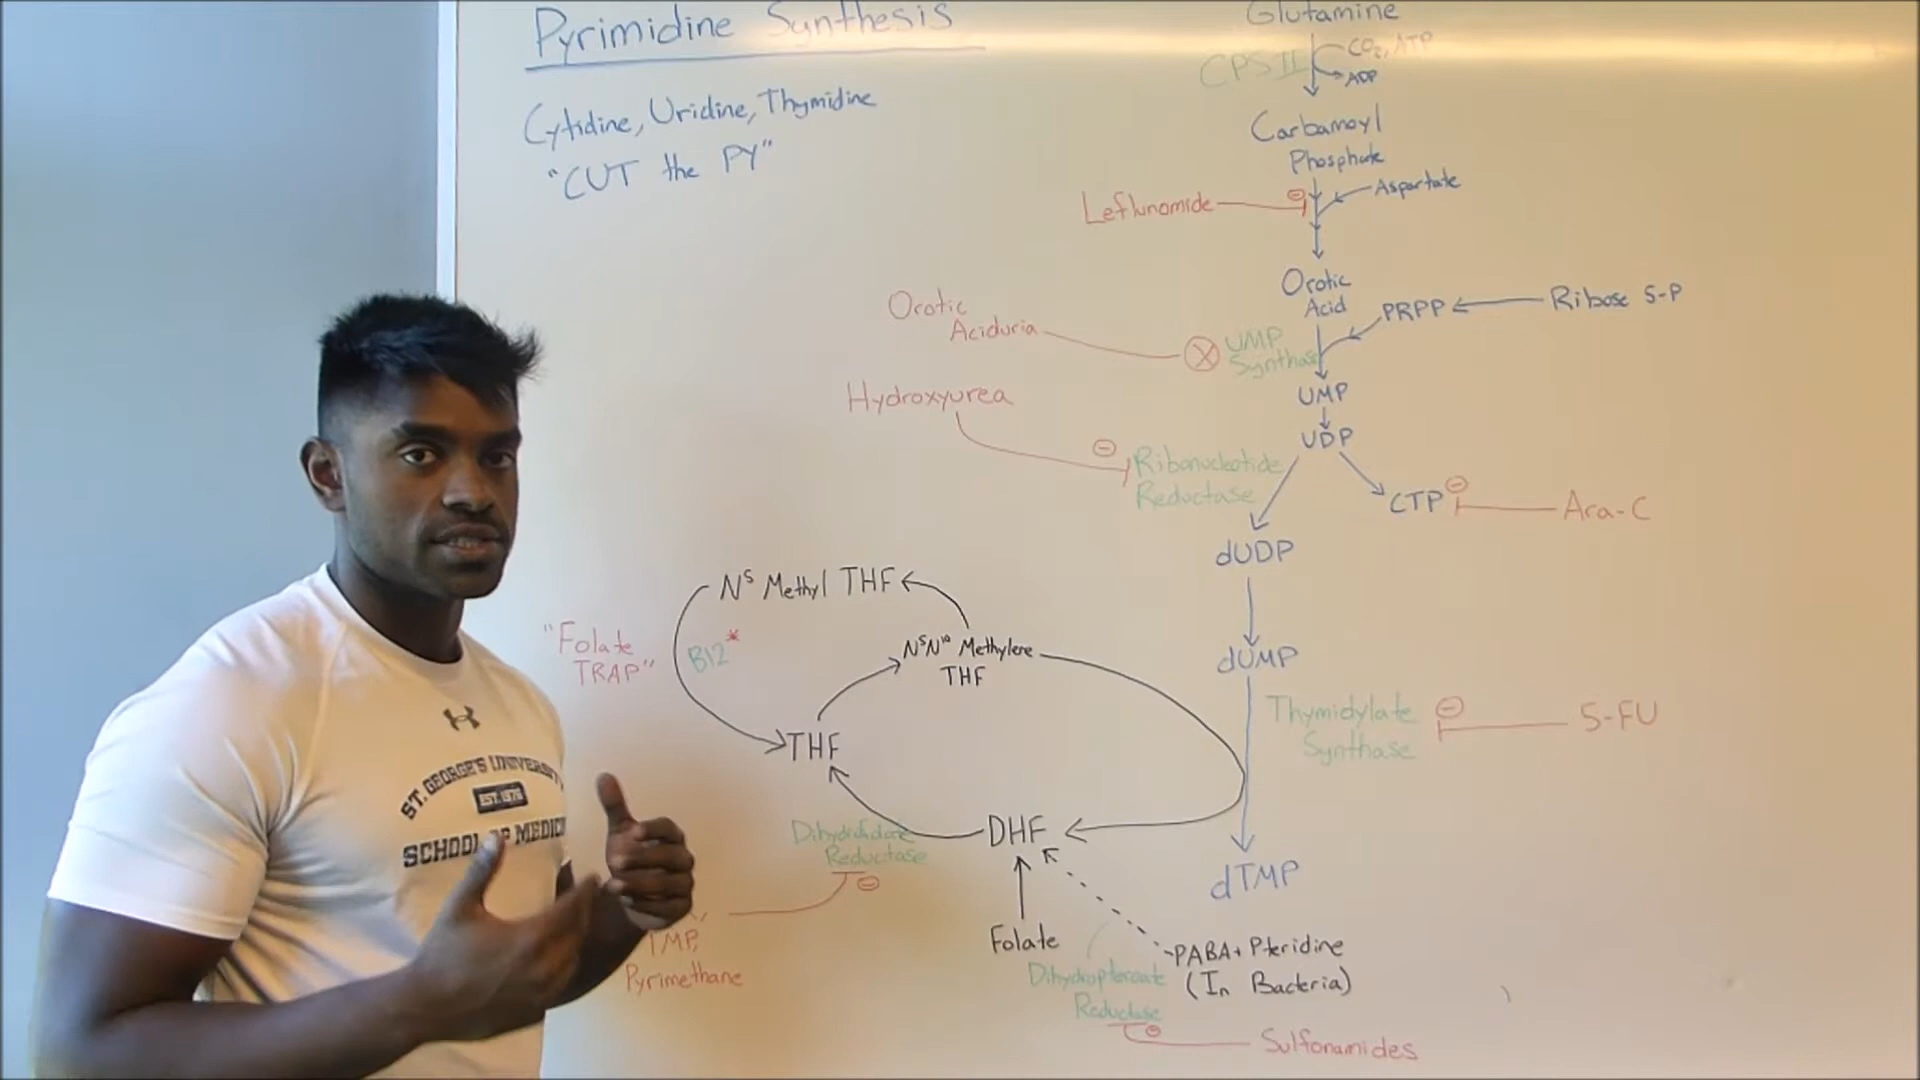 Pyrimidine Synthesis
Cytidine, Uridine, Thymidine
"CUT the PY"
Glutamine
CO2, ATP
CPS II
ADP
Carbamoyl
Phosphate
Aspartate
Leflunomide
Orotic
Acid
PRPP
Ribose 5-P
Orotic
Aciduria
UMP
Synthase
UMP
Hydroxyurea
UDP
Ribonucleotide
Reductase
CTP
Ara-C
dUDP
N5 Methyl THF
"Folate
TRAP"
B12*
N5N10 Methylene
THF
dUMP
Thymidylate
Synthase
5-FU
THF
Dihydrofolate
Reductase
DHF
dTMP
Folate
PABA + Pteridine
(In Bacteria)
TMP,
Pyrimethane
Dihydropteroate
Reductase
Sulfonamides
ST. GEORGE'S UNIVERSITY
EST. 1976
SCHOOL OF MEDICIN